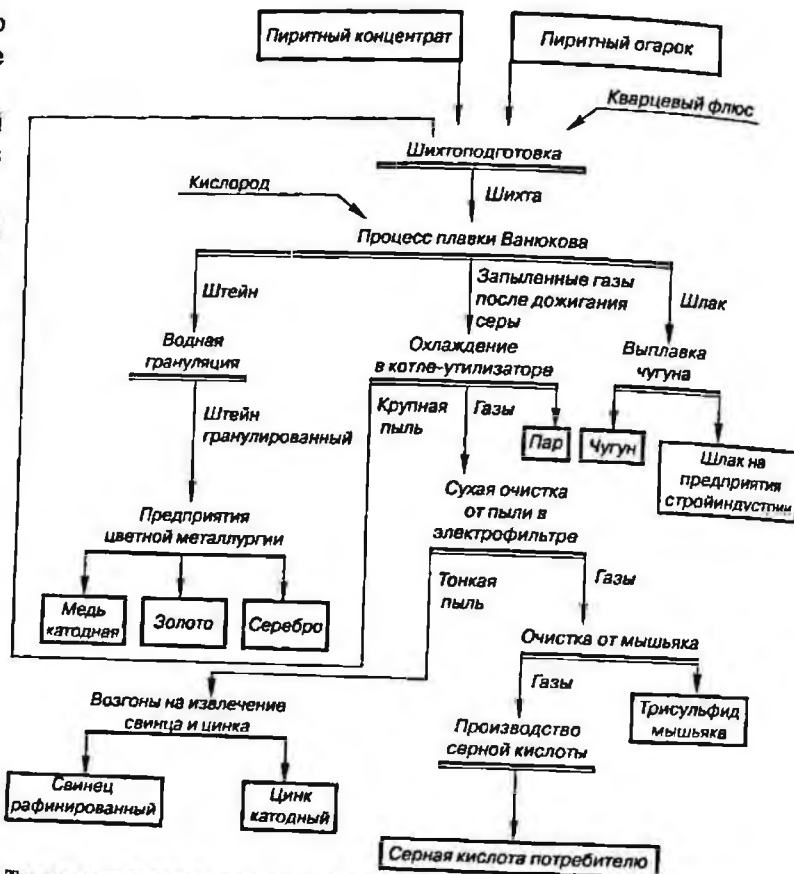 Пиритный концентрат
Пиритный огарок
Кварцевый флюс
Шихтоподготовка
Кислород
Шихта
Процесс плавки Ванюкова
Штейн
Запыленные газы
после дожигания
серы
Шлак
Водная
грануляция
Охлаждение
в котле-утилизаторе
Выплавка
чугуна
Штейн
гранулированный
Крупная
пыль
Газы
Пар
Чугун
Шлак на
предприятия
стройиндустрии
Сухая очистка
от пыли в
электрофильтре
Предприятия
цветной металлургии
Тонкая
пыль
Газы
Медь
катодная
Золото
Серебро
Очистка от мышьяка
Возгоны на извлечение
свинца и цинка
Газы
Трисульфид
мышьяка
Производство
серной кислоты
Свинец
рафинированный
Цинк
катодный
Серная кислота потребителю